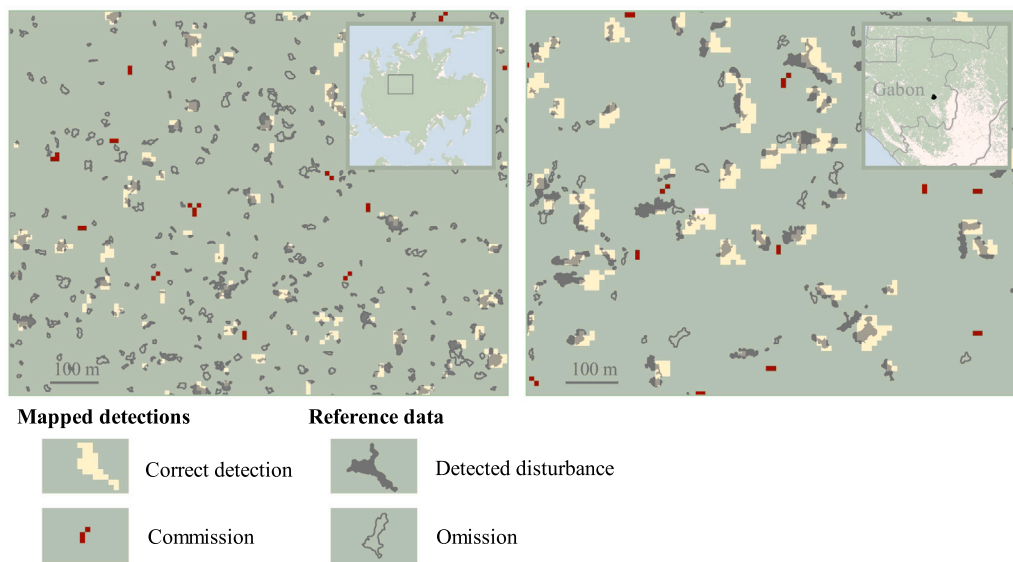 Gabon
100 m
100 m
Mapped detections
Reference data
Correct detection
Detected disturbance
Commission
Omission